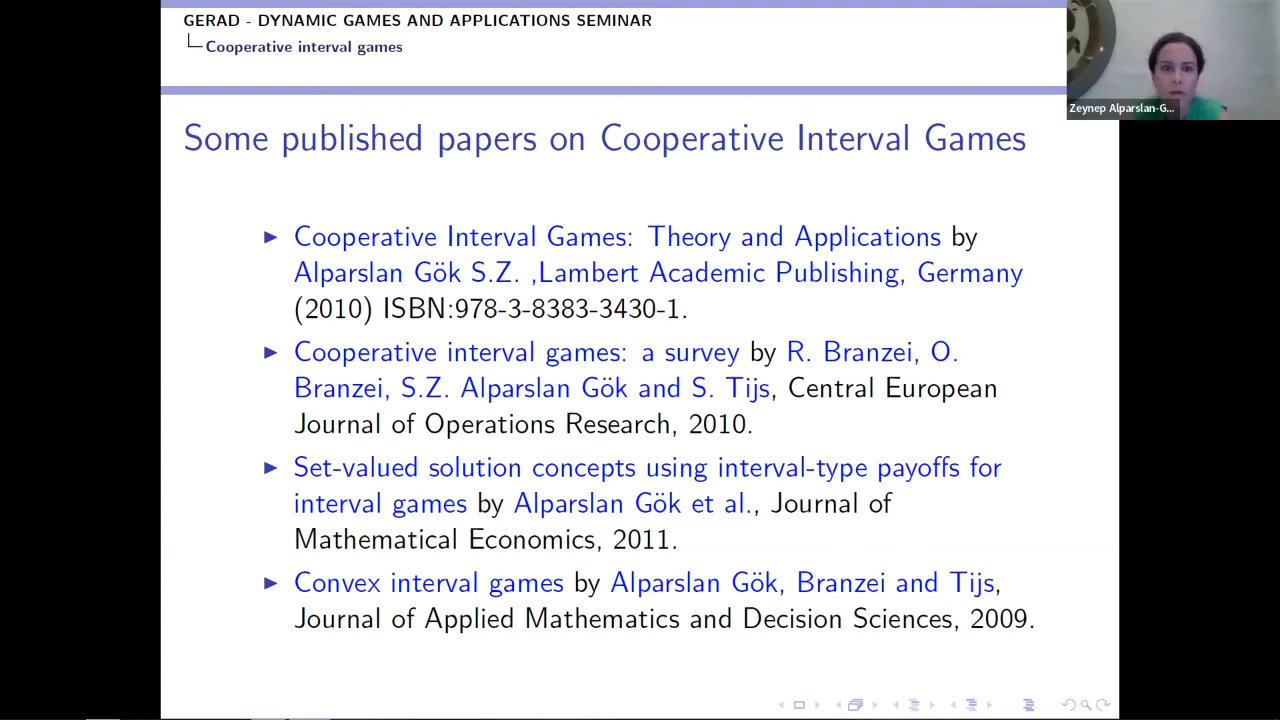 GERAD - DYNAMIC GAMES AND APPLICATIONS SEMINAR
Cooperative interval games
Zeynep Alparslan-G...
Some published papers on Cooperative Interval Games
Cooperative Interval Games: Theory and Applications by
Alparslan Gök S.Z. ,Lambert Academic Publishing, Germany
(2010) ISBN:978-3-8383-3430-1.
Cooperative interval games: a survey by R. Branzei, O.
Branzei, S.Z. Alparslan Gök and S. Tijs, Central European
Journal of Operations Research, 2010.
Set-valued solution concepts using interval-type payoffs for
interval games by Alparslan Gök et al., Journal of
Mathematical Economics, 2011.
Convex interval games by Alparslan Gök, Branzei and Tijs,
Journal of Applied Mathematics and Decision Sciences, 2009.